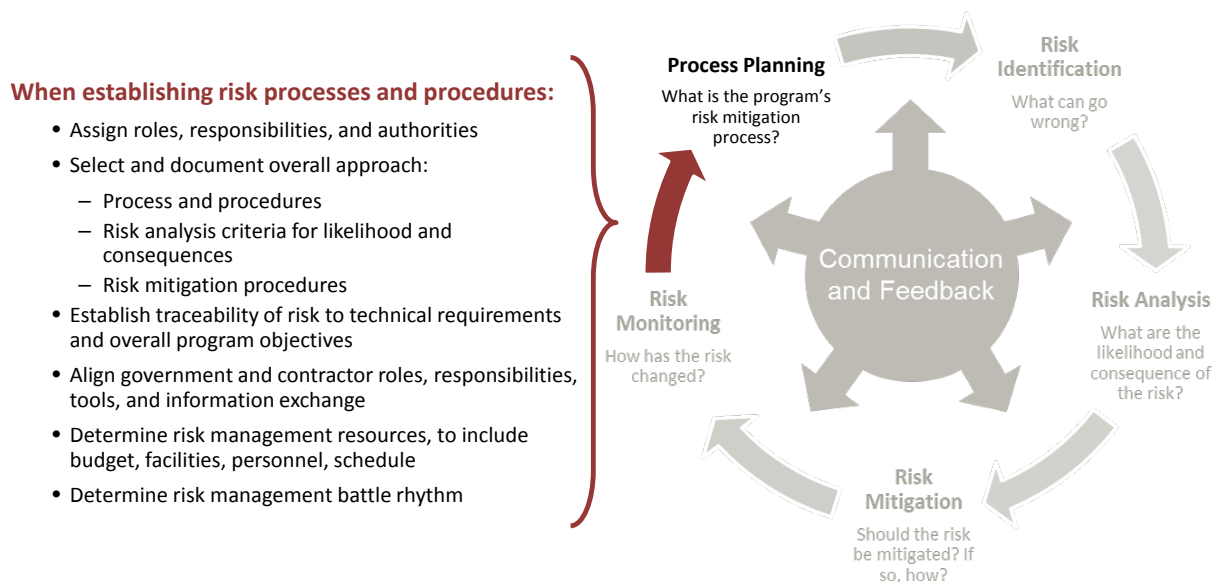 When establishing risk processes and procedures:
• Assign roles, responsibilities, and authorities
• Select and document overall approach:
– Process and procedures
– Risk analysis criteria for likelihood and
consequences
– Risk mitigation procedures
• Establish traceability of risk to technical requirements
and overall program objectives
• Align government and contractor roles, responsibilities,
tools, and information exchange
• Determine risk management resources, to include
budget, facilities, personnel, schedule
• Determine risk management battle rhythm
Process Planning
What is the program's
risk mitigation
process?
Risk
Identification
What can go
wrong?
Risk Analysis
What are the
likelihood and
consequence of
the risk?
Risk
Mitigation
Should the risk
be mitigated? If
so, how?
Risk
Monitoring
How has the risk
changed?
Communication
and Feedback